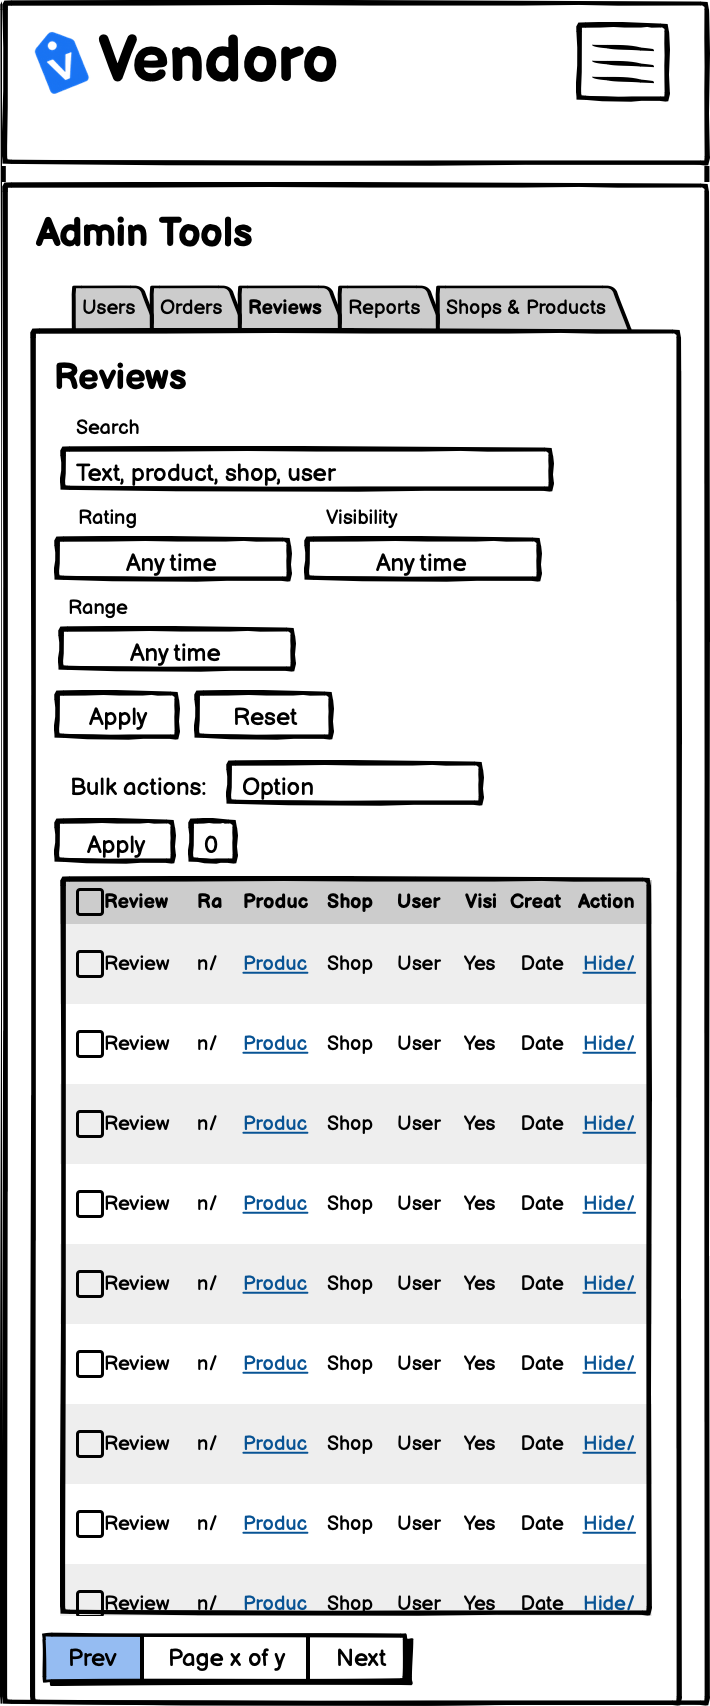 Vendoro
Admin Tools
Users Orders Reviews Reports Shops & Products
Reviews
Search
Text, product, shop, user
Rating Visibility
Any time Any time
Range
Any time
Apply Reset
Bulk actions: Option
Apply 0
Review Ra Produc Shop User Visi Creat Action
Review n/ Produc Shop User Yes Date Hide/
Review n/ Produc Shop User Yes Date Hide/
Review n/ Produc Shop User Yes Date Hide/
Review n/ Produc Shop User Yes Date Hide/
Review n/ Produc Shop User Yes Date Hide/
Review n/ Produc Shop User Yes Date Hide/
Review n/ Produc Shop User Yes Date Hide/
Review n/ Produc Shop User Yes Date Hide/
Review n/ Produc Shop User Yes Date Hide/
Prev Page x of y Next